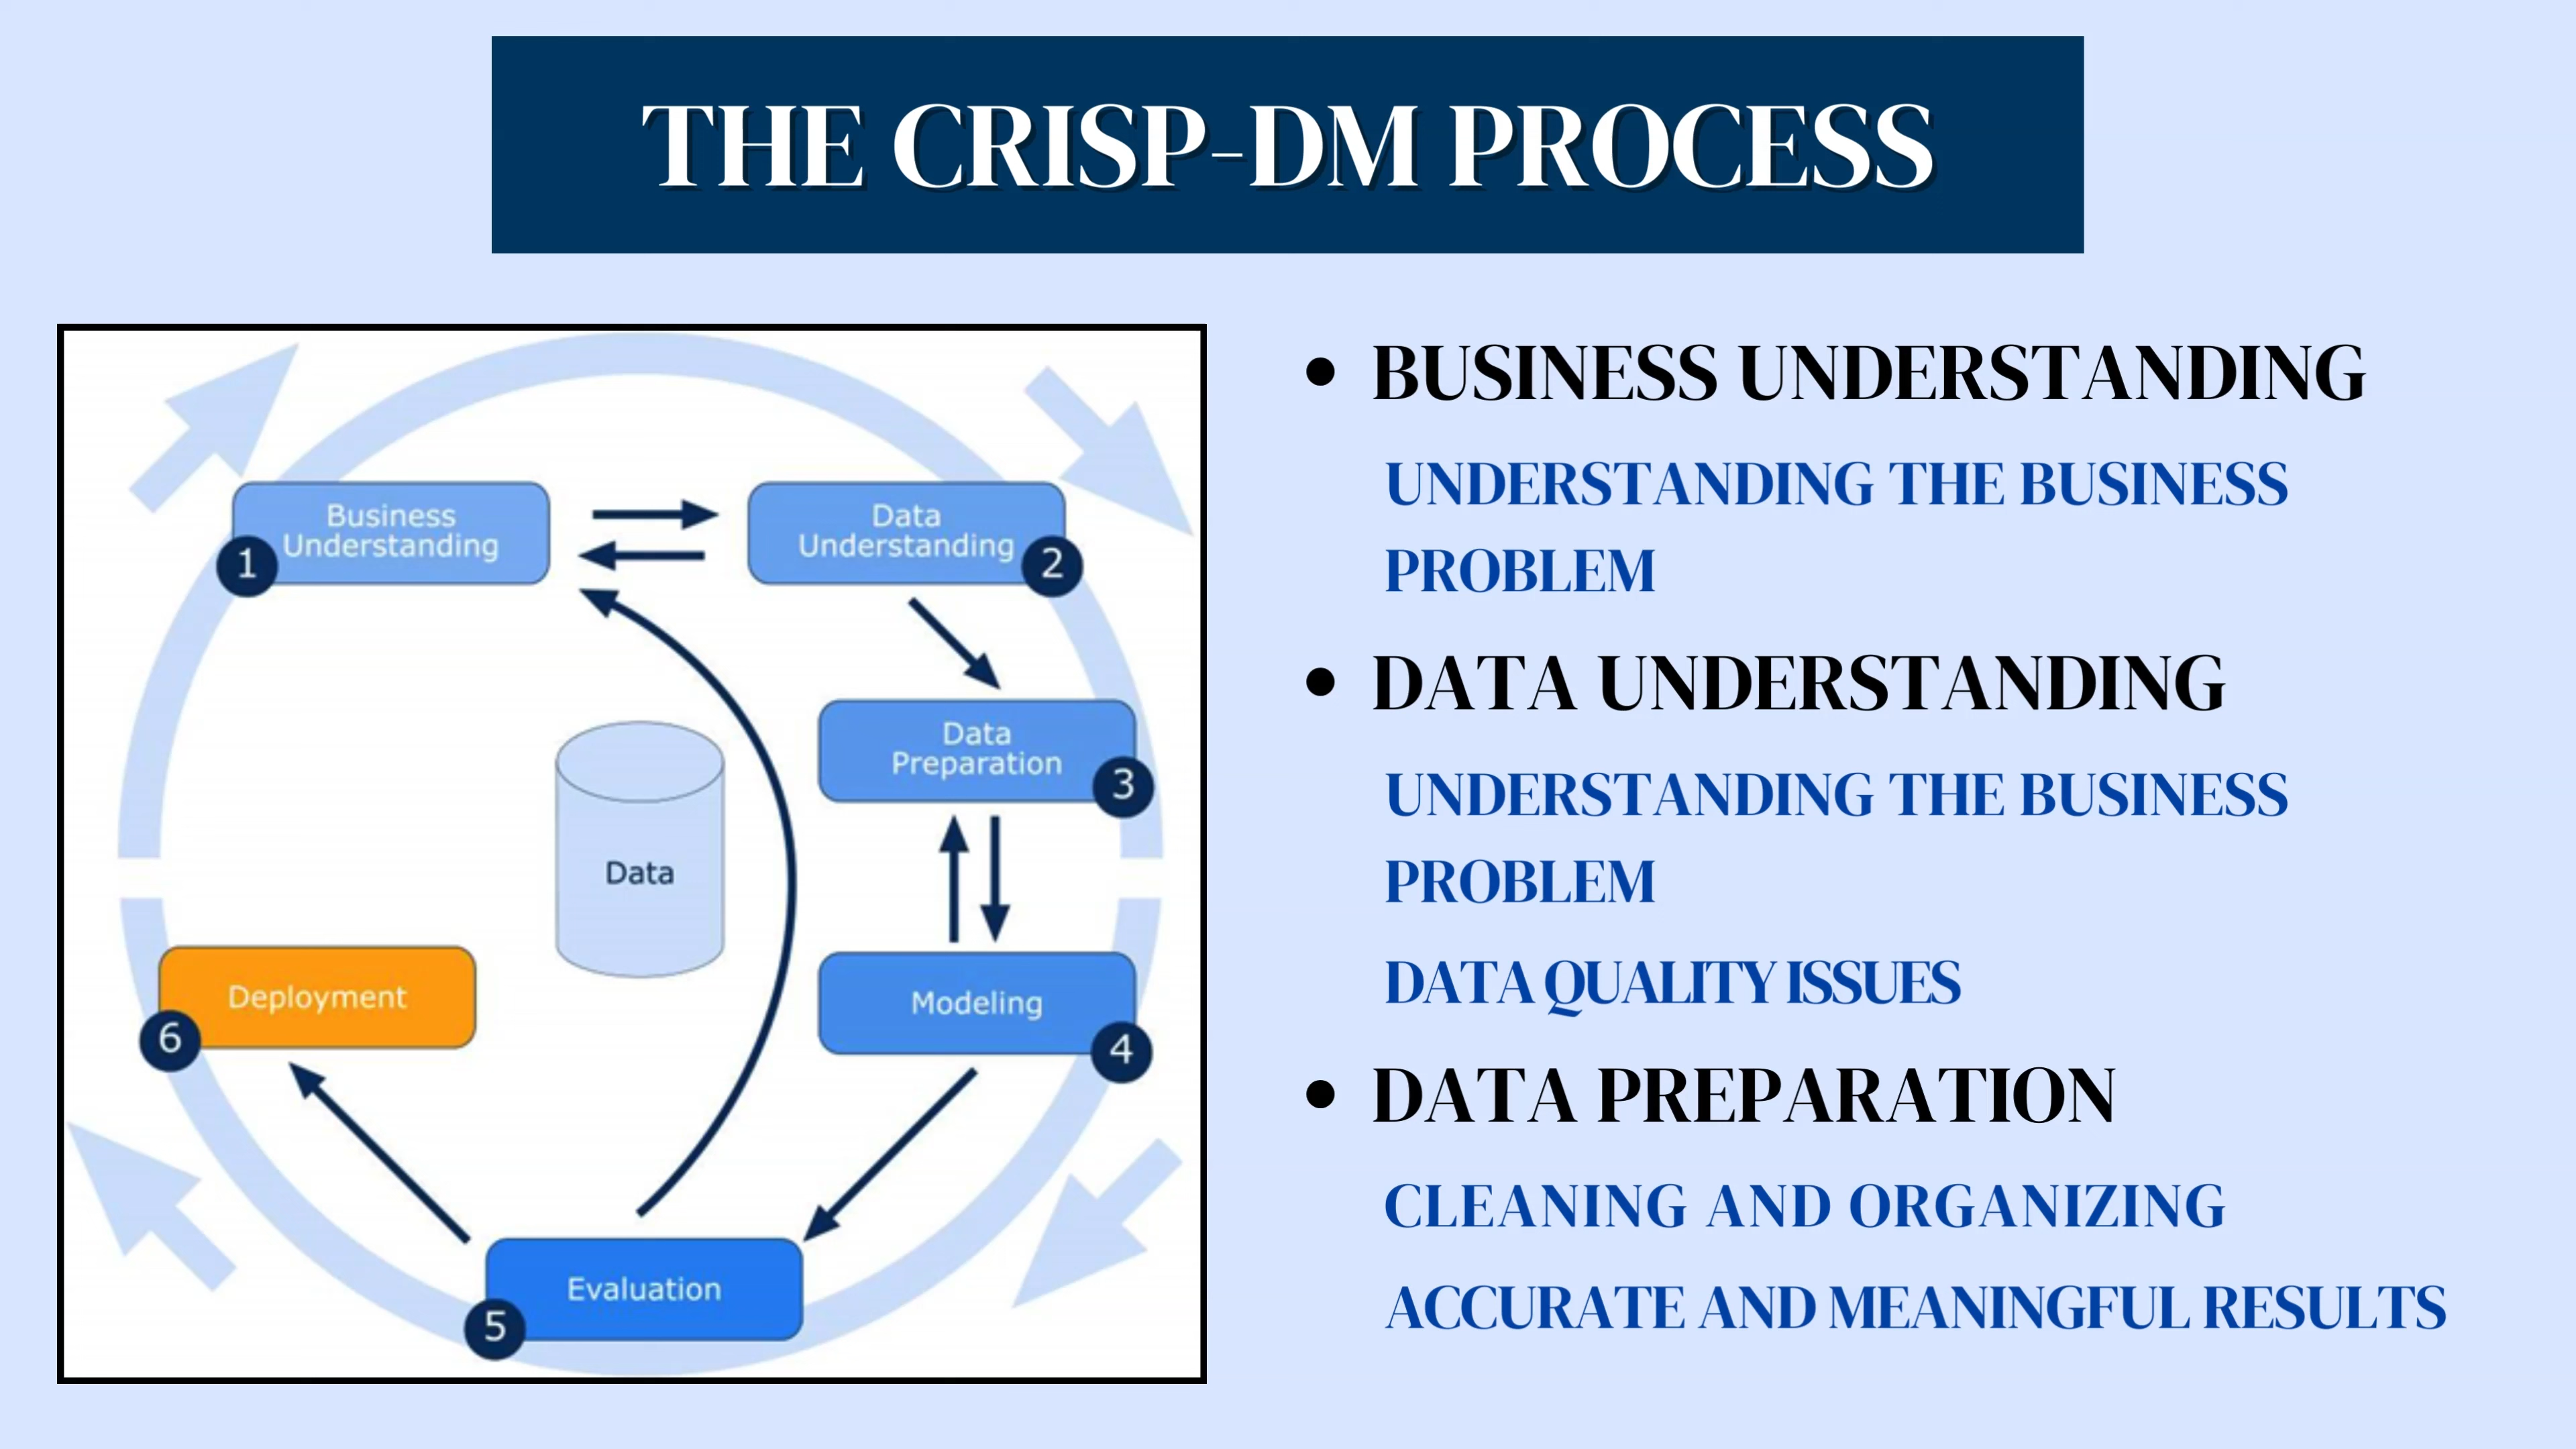 THE CRISP-DM PROCESS
Business
Understanding
1
Data
Understanding
2
Data
Preparation
3
Data
Deployment
6
Modeling
4
Evaluation
5
• BUSINESS UNDERSTANDING
UNDERSTANDING THE BUSINESS
PROBLEM
• DATA UNDERSTANDING
UNDERSTANDING THE BUSINESS
PROBLEM
DATA QUALITY ISSUES
• DATA PREPARATION
CLEANING AND ORGANIZING
ACCURATE AND MEANINGFUL RESULTS